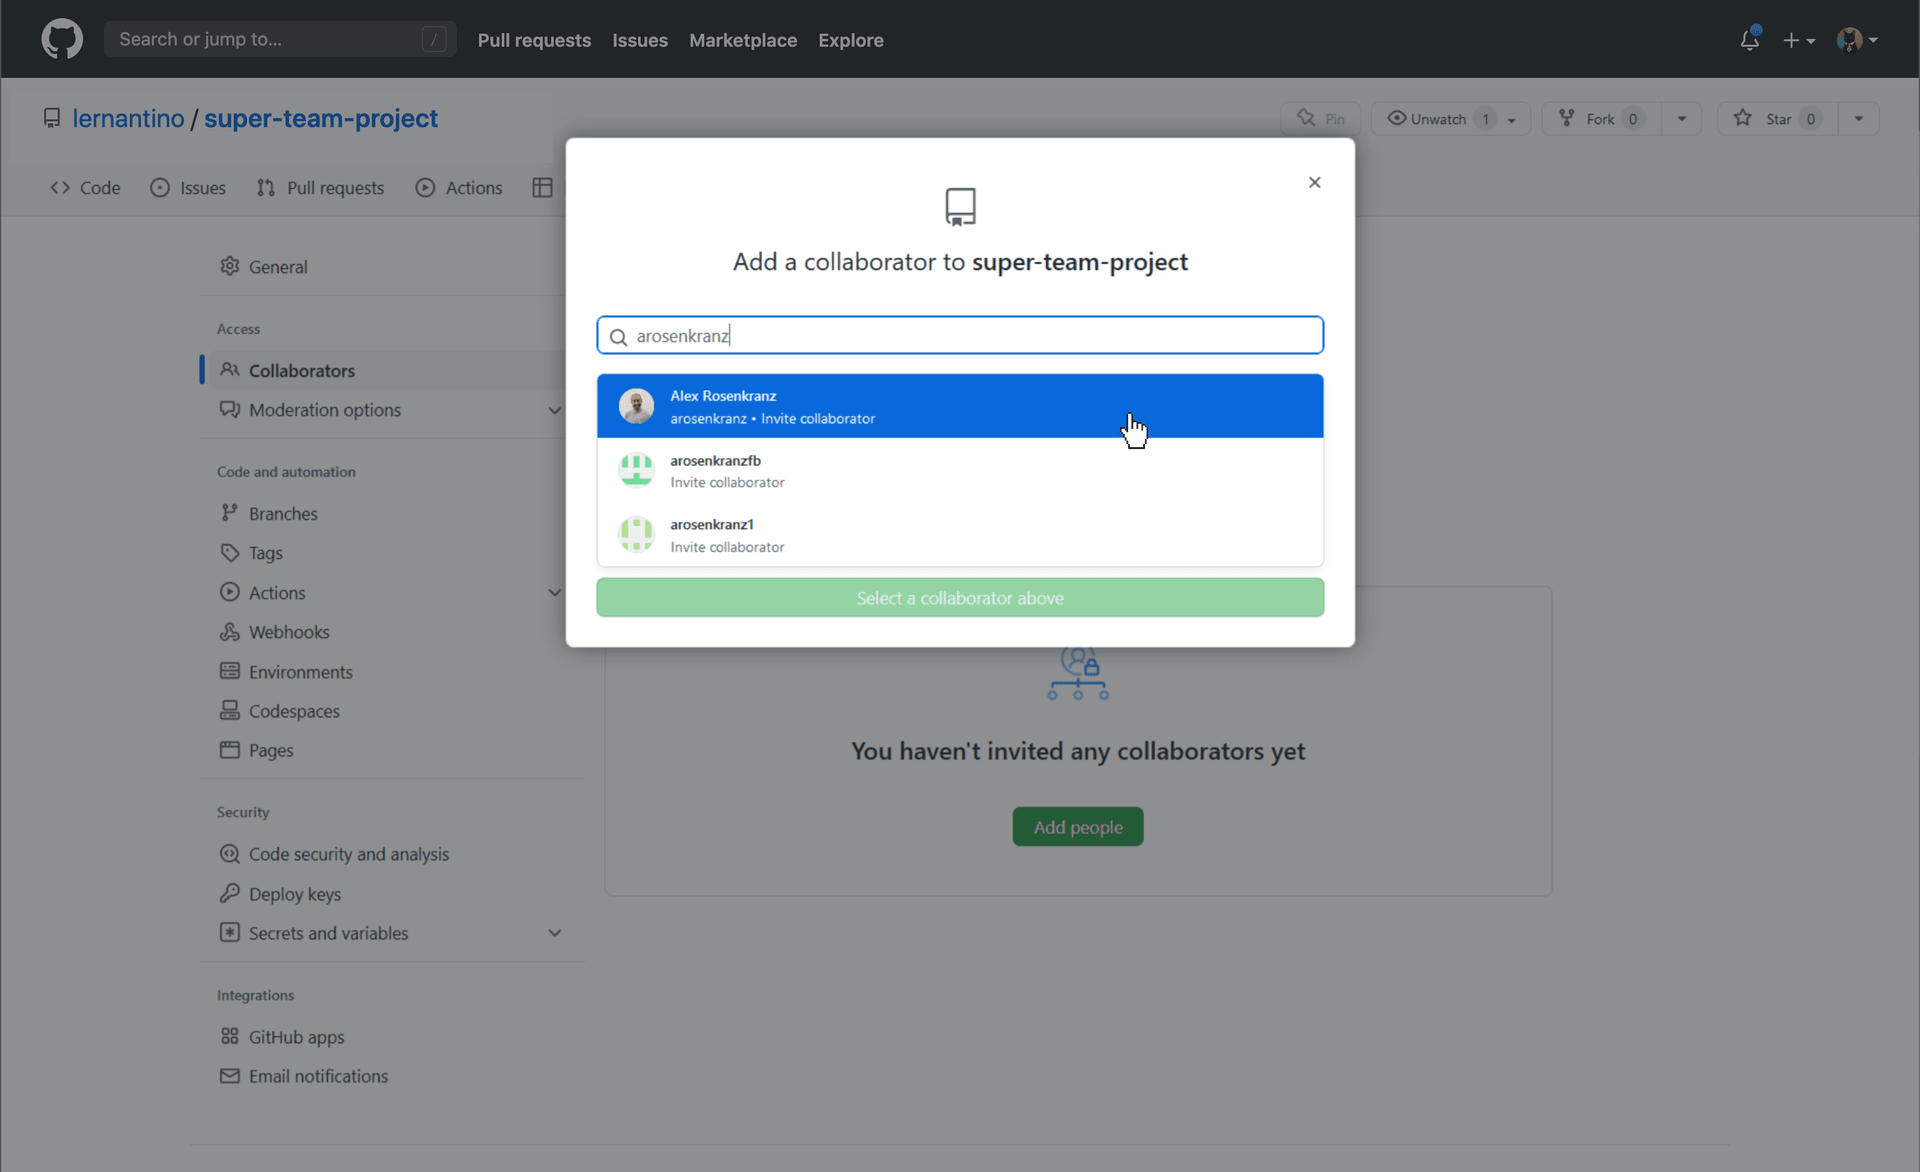 Search or jump to... /
Pull requests Issues Marketplace Explore
lernantino / super-team-project
Pin Unwatch 1 Fork 0 Star 0
Code Issues Pull requests Actions
Add a collaborator to super-team-project
arosenkranz
Alex Rosenkranz
arosenkranz • Invite collaborator
arosenkranzfb
Invite collaborator
arosenkranz1
Invite collaborator
Select a collaborator above
General
Access
Collaborators
Moderation options
Code and automation
Branches
Tags
Actions
Webhooks
Environments
Codespaces
Pages
Security
Code security and analysis
Deploy keys
Secrets and variables
Integrations
GitHub apps
Email notifications
You haven't invited any collaborators yet
Add people